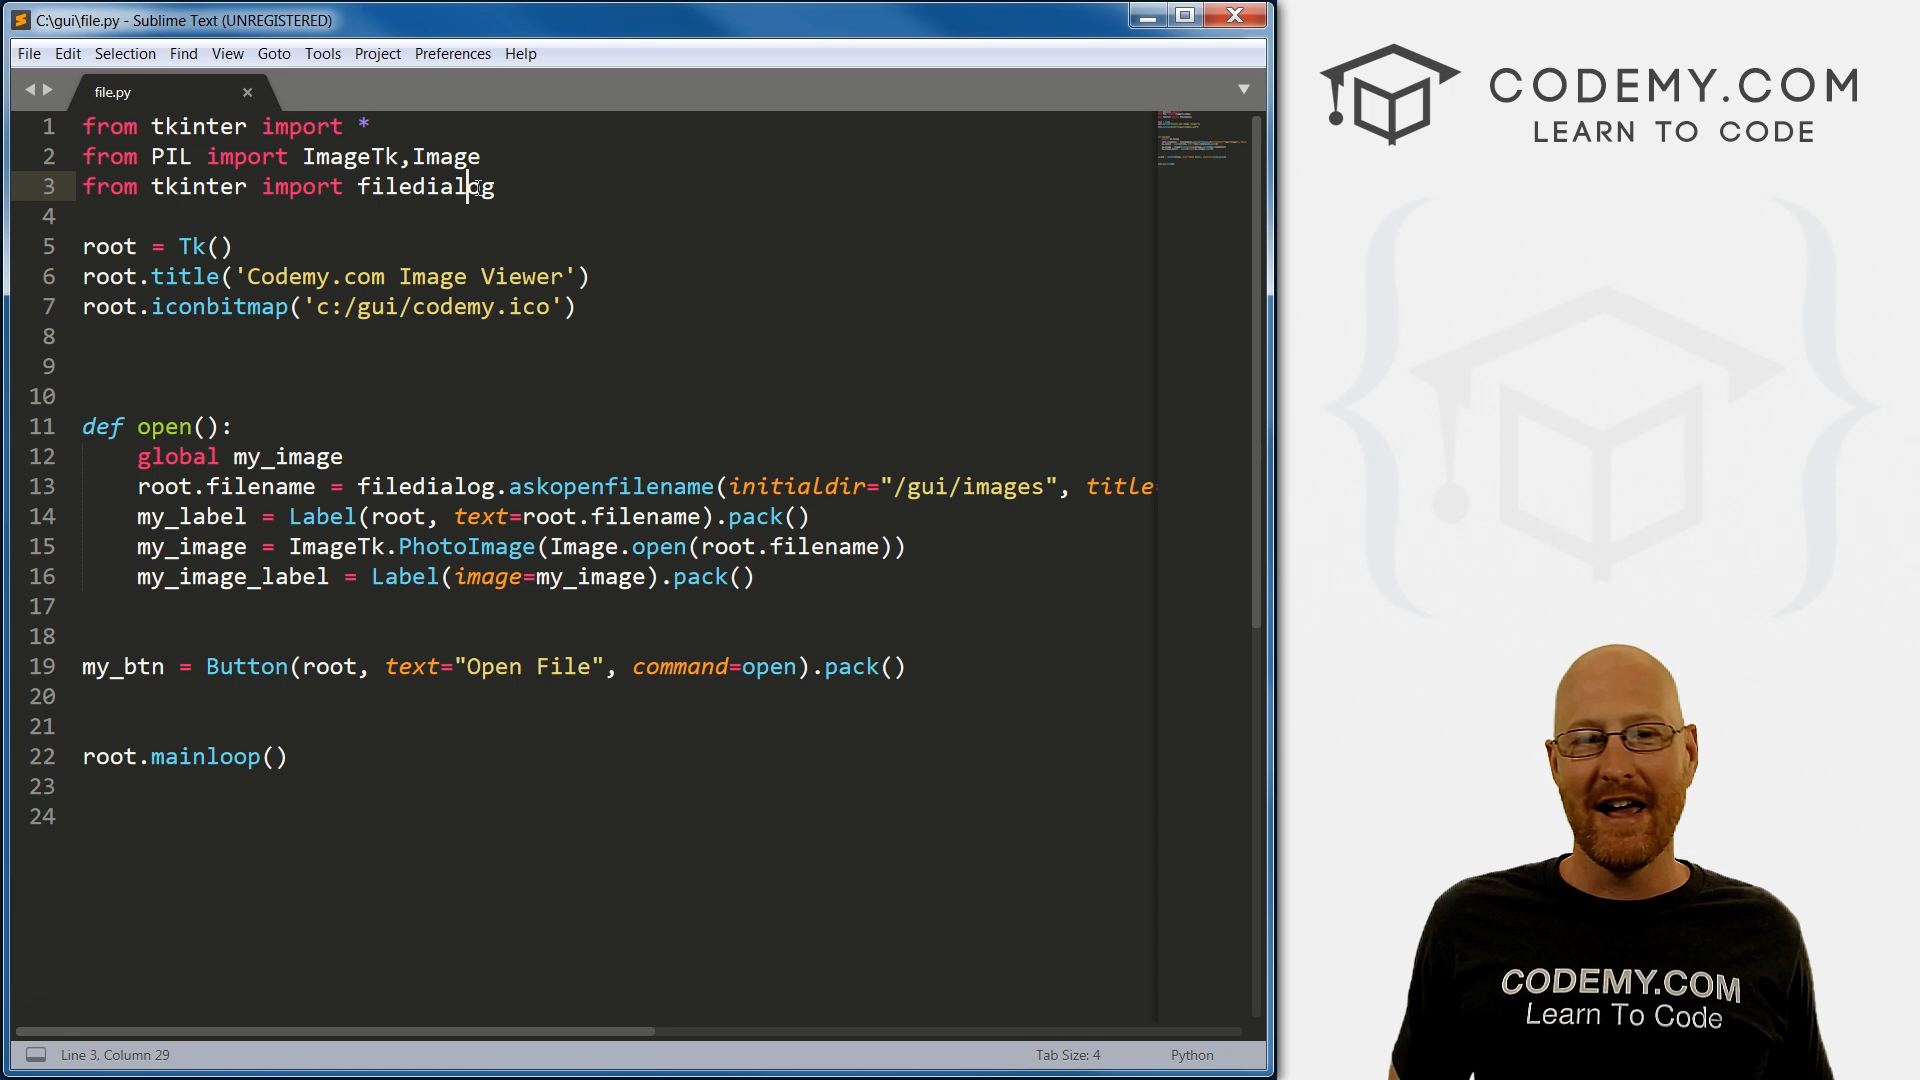 C:\gui\file.py - Sublime Text (UNREGISTERED)
File Edit Selection Find View Goto Tools Project Preferences Help
file.py
1 from tkinter import *
2 from PIL import ImageTk,Image
3 from tkinter import filedialog
4
5 root = Tk()
6 root.title('Codemy.com Image Viewer')
7 root.iconbitmap('c:/gui/codemy.ico')
8
9
10
11 def open():
12     global my_image
13     root.filename = filedialog.askopenfilename(initialdir="/gui/images", title=
14     my_label = Label(root, text=root.filename).pack()
15     my_image = ImageTk.PhotoImage(Image.open(root.filename))
16     my_image_label = Label(image=my_image).pack()
17
18
19 my_btn = Button(root, text="Open File", command=open).pack()
20
21
22 root.mainloop()
23
24
Line 3, Column 29
Tab Size: 4
Python
CODEMY.COM
LEARN TO CODE
CODEMY.COM
Learn To Code